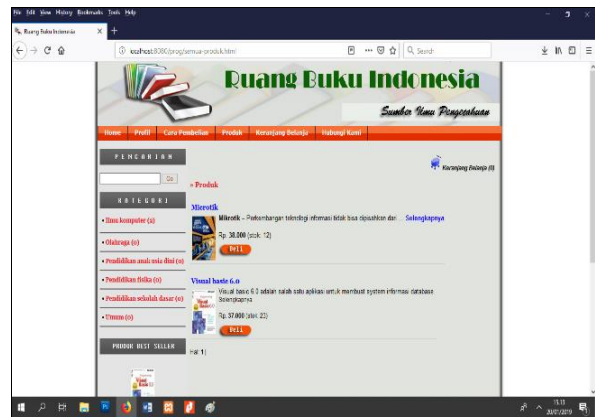 File Edit View History Bookmarks Tools Help
Ruang Buku Indonesia
localhost:8080/prog/semua-produk.html
Search
Ruang Buku Indonesia
Sumber Ilmu Pengetahuan
Home Profil Cara Pembelian Produk Keranjang Belanja Hubungi Kami
PENCARIAN
Go
Keranjang Belanja (0)
» Produk
KATEGORI
• Ilmu komputer (2)
• Olahraga (0)
• Pendidikan anak usia dini (0)
• Pendidikan fisika (0)
• Pendidikan sekolah dasar (0)
• Umum (0)
PRODUK BEST SELLER
Microtik
Mikrotik – Perkembangan teknologi informasi tidak bisa dipisahkan dari ... Selengkapnya
Rp. 38.000 (stok: 12)
Beli
Visual basic 6.0
Visual basic 6.0 adalah salah satu aplikasi untuk membuat system informasi database.
Selengkapnya
Rp. 37.000 (stok: 23)
Beli
Hal: 1 |
15.15
20/01/2019